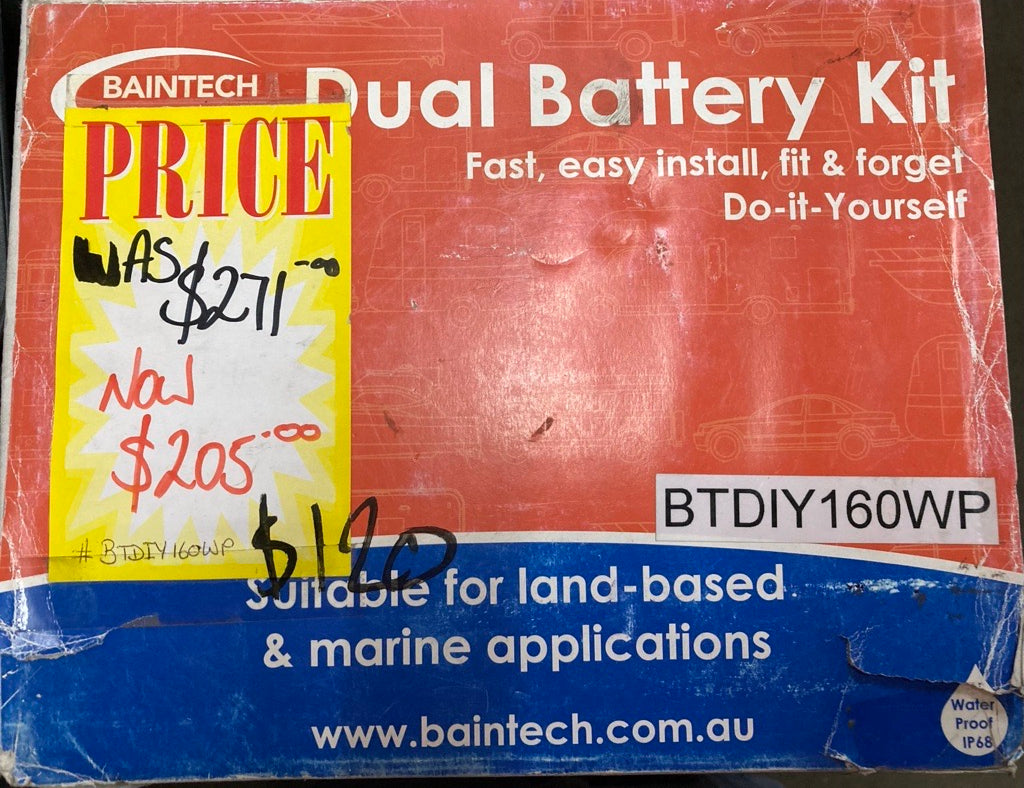 BAINTECH
Dual Battery Kit
Fast, easy install, fit & forget
Do-it-Yourself
PRICE
WAS
$271.00
NOW
$205.00
# BTDIY160WP
$120
BTDIY160WP
Suitable for land-based
& marine applications
www.baintech.com.au
Water
Proof
IP68